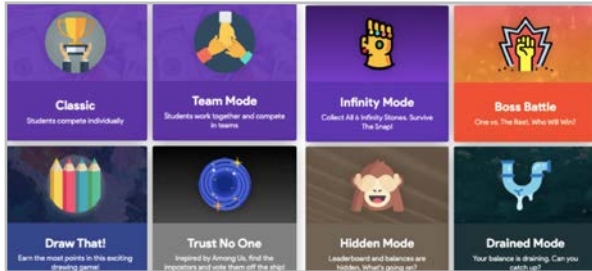 Classic
Students compete individually
Team Mode
Students work together and compete
in teams
Infinity Mode
Collect All 6 Infinity Stones. Survive
The Snap!
Boss Battle
One vs. The Rest. Who Will Win?
Draw That!
Earn the most points in this exciting
drawing game!
Trust No One
Inspired by Among Us, find the
impostors and vote them off the ship!
Hidden Mode
Leaderboard and balances are
hidden. What's going on?
Drained Mode
Your balance is draining. Can you
catch up?